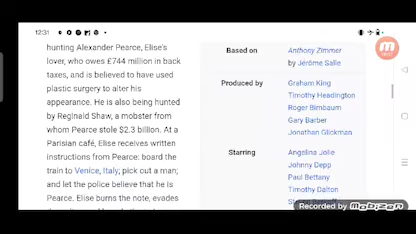 12:31
hunting Alexander Pearce, Elise's
lover, who owes £744 million in back
taxes, and is believed to have used
plastic surgery to alter his
appearance. He is also being hunted
by Reginald Shaw, a mobster from
whom Pearce stole $2.3 billion. At a
Parisian café, Elise receives written
instructions from Pearce: board the
train to Venice, Italy; pick out a man;
and let the police believe that he is
Pearce. Elise burns the note, evades
Based on
Anthony Zimmer
by Jérôme Salle
Produced by
Graham King
Timothy Headington
Roger Birnbaum
Gary Barber
Jonathan Glickman
Starring
Angelina Jolie
Johnny Depp
Paul Bettany
Timothy Dalton
Recorded by mobizen